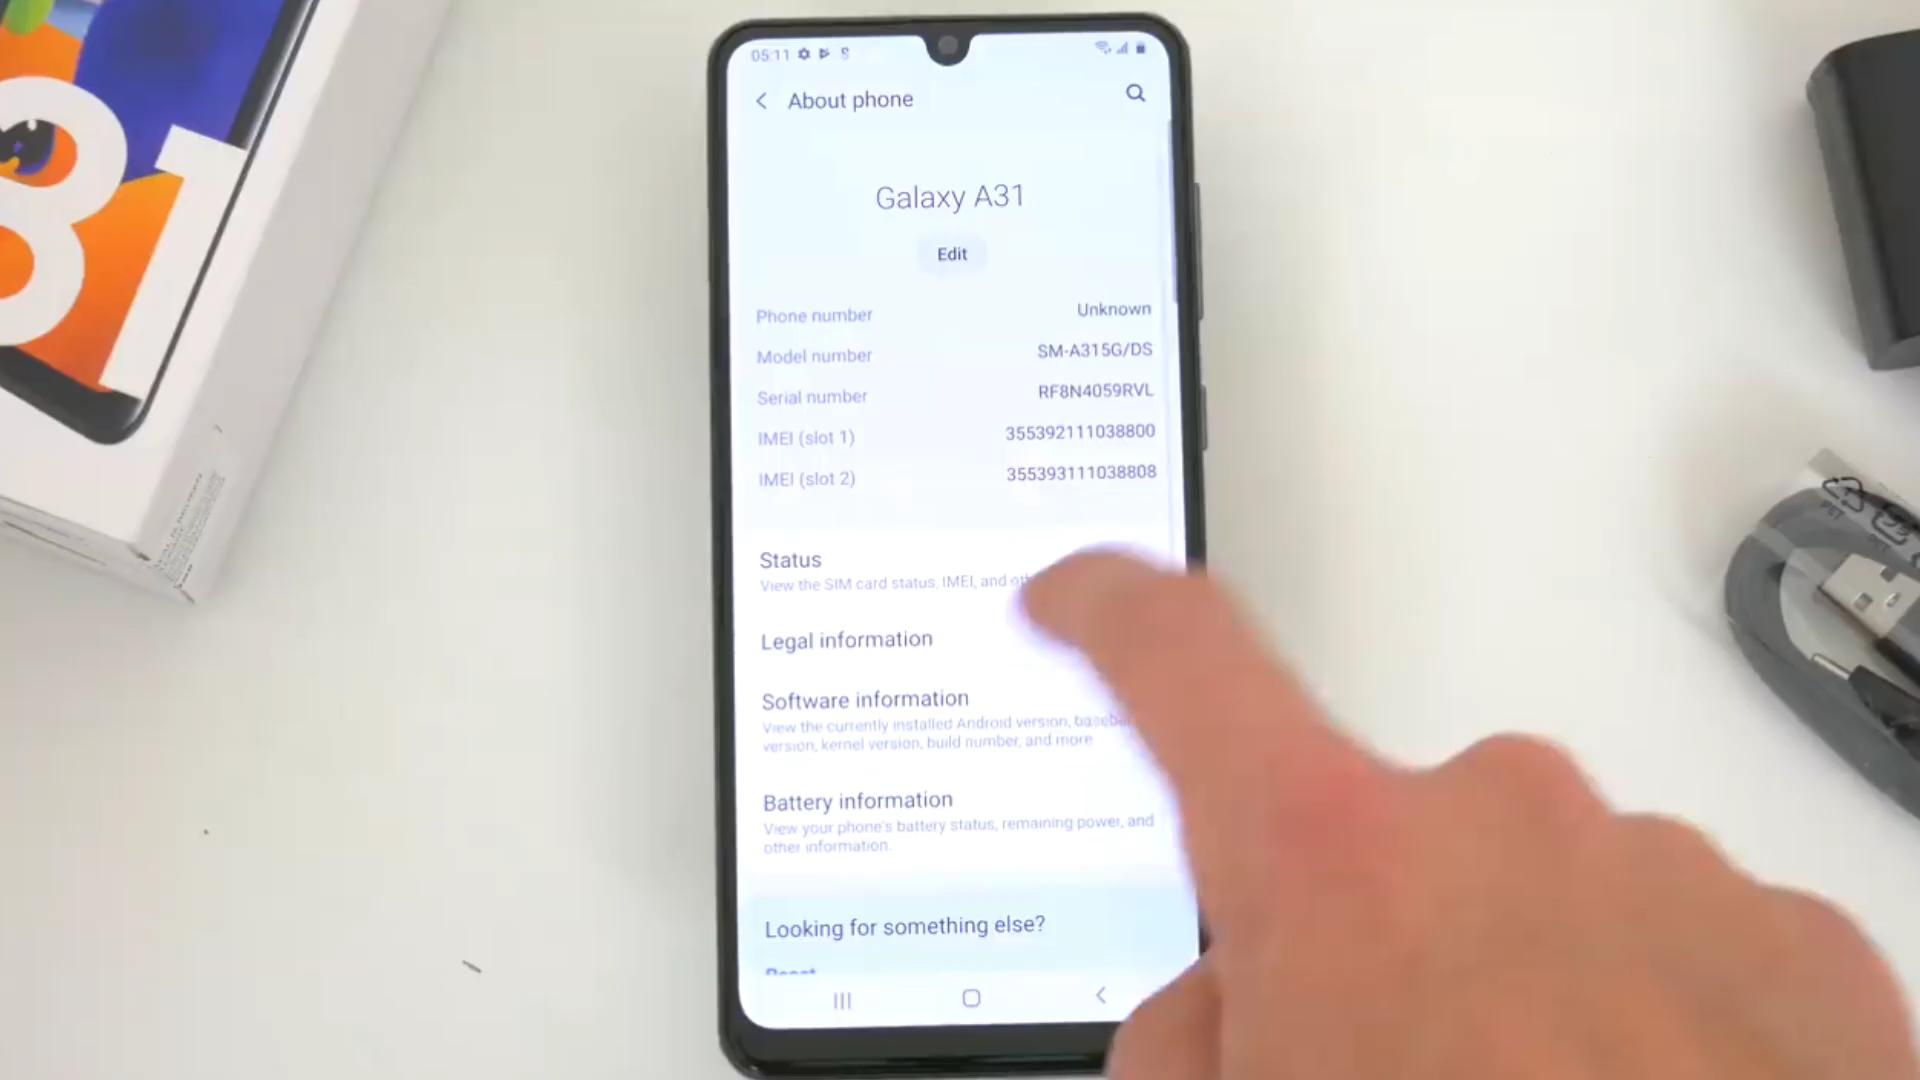 05:11
About phone
Galaxy A31
Edit
Phone number Unknown
Model number SM-A315G/DS
Serial number RF8N4059RVL
IMEI (slot 1) 355392111038800
IMEI (slot 2) 355393111038808
Status
View the SIM card status, IMEI, and
Legal information
Software information
View the currently installed Android version,
version, kernel version, build number, and more
Battery information
View your phone's battery status, remaining power, and
other information.
Looking for something else?
31
PET